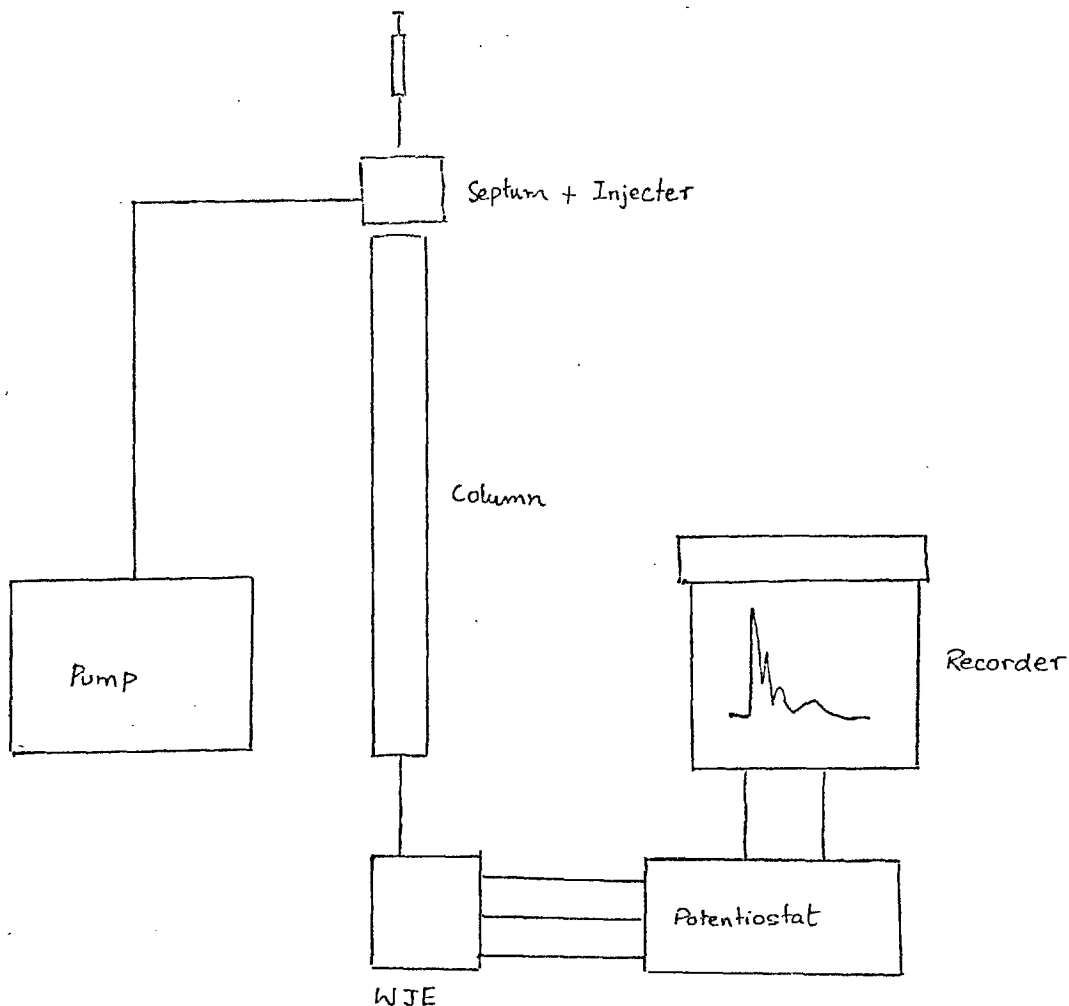 Septum + Injecter
Column
Pump
Recorder
Potentiostat
WJE